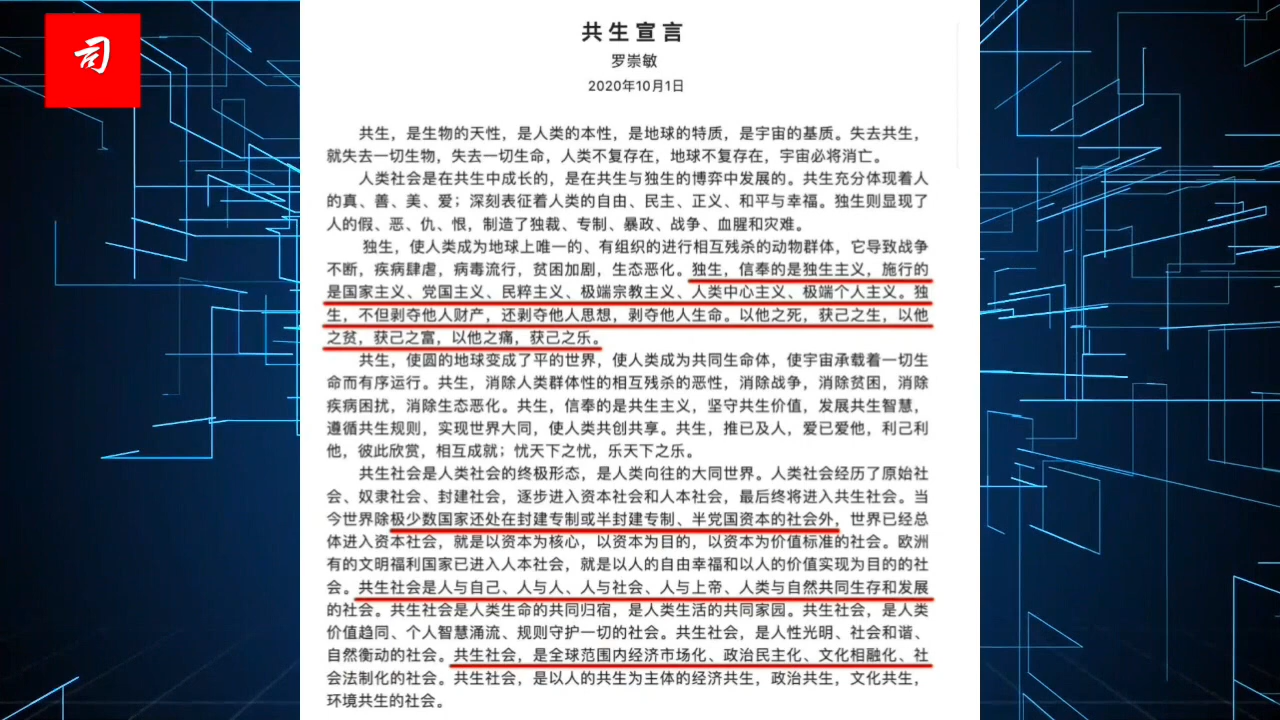 司
共生宣言
罗崇敏
2020年10月1日
共生，是生物的天性，是人类的本性，是地球的特质，是宇宙的基质。失去共生，
就失去一切生物，失去一切生命，人类不复存在，地球不复存在，宇宙必将消亡。
人类社会是在共生中成长的，是在共生与独生的博弈中发展的。共生充分体现着人
的真、善、美、爱；深刻表征着人类的自由、民主、正义、和平与幸福。独生则显现了
人的假、恶、仇、恨，制造了独裁、专制、暴政、战争、血腥和灾难。
独生，使人类成为地球上唯一的、有组织的进行相互残杀的动物群体，它导致战争
不断，疾病肆虐，病毒流行，贫困加剧，生态恶化。独生，信奉的是独生主义，施行的
是国家主义、党国主义、民粹主义、极端宗教主义、人类中心主义、极端个人主义。独
生，不但剥夺他人财产，还剥夺他人思想，剥夺他人生命。以他之死，获己之生，以他
之贫，获己之富，以他之痛，获己之乐。
共生，使圆的地球变成了平的世界，使人类成为共同生命体，使宇宙承载着一切生
命而有序运行。共生，消除人类群体性的相互残杀的恶性，消除战争，消除贫困，消除
疾病困扰，消除生态恶化。共生，信奉的是共生主义，坚守共生价值，发展共生智慧，
遵循共生规则，实现世界大同，使人类共创共享。共生，推已及人，爱已爱他，利己利
他，彼此欣赏，相互成就；忧天下之忧，乐天下之乐。
共生社会是人类社会的终极形态，是人类向往的大同世界。人类社会经历了原始社
会、奴隶社会、封建社会，逐步进入资本社会和人本社会，最后终将进入共生社会。当
今世界除极少数国家还处在封建专制或半封建专制、半党国资本的社会外，世界已经总
体进入资本社会，就是以资本为核心，以资本为目的，以资本为价值标准的社会。欧洲
有的文明福利国家已进入人本社会，就是以人的自由幸福和以人的价值实现为目的的社
会。共生社会是人与自己、人与人、人与社会、人与上帝、人类与自然共同生存和发展
的社会。共生社会是人类生命的共同归宿，是人类生活的共同家园。共生社会，是人类
价值趋同、个人智慧涌流、规则守护一切的社会。共生社会，是人性光明、社会和谐、
自然衡动的社会。共生社会，是全球范围内经济市场化、政治民主化、文化相融化、社
会法制化的社会。共生社会，是以人的共生为主体的经济共生，政治共生，文化共生，
环境共生的社会。